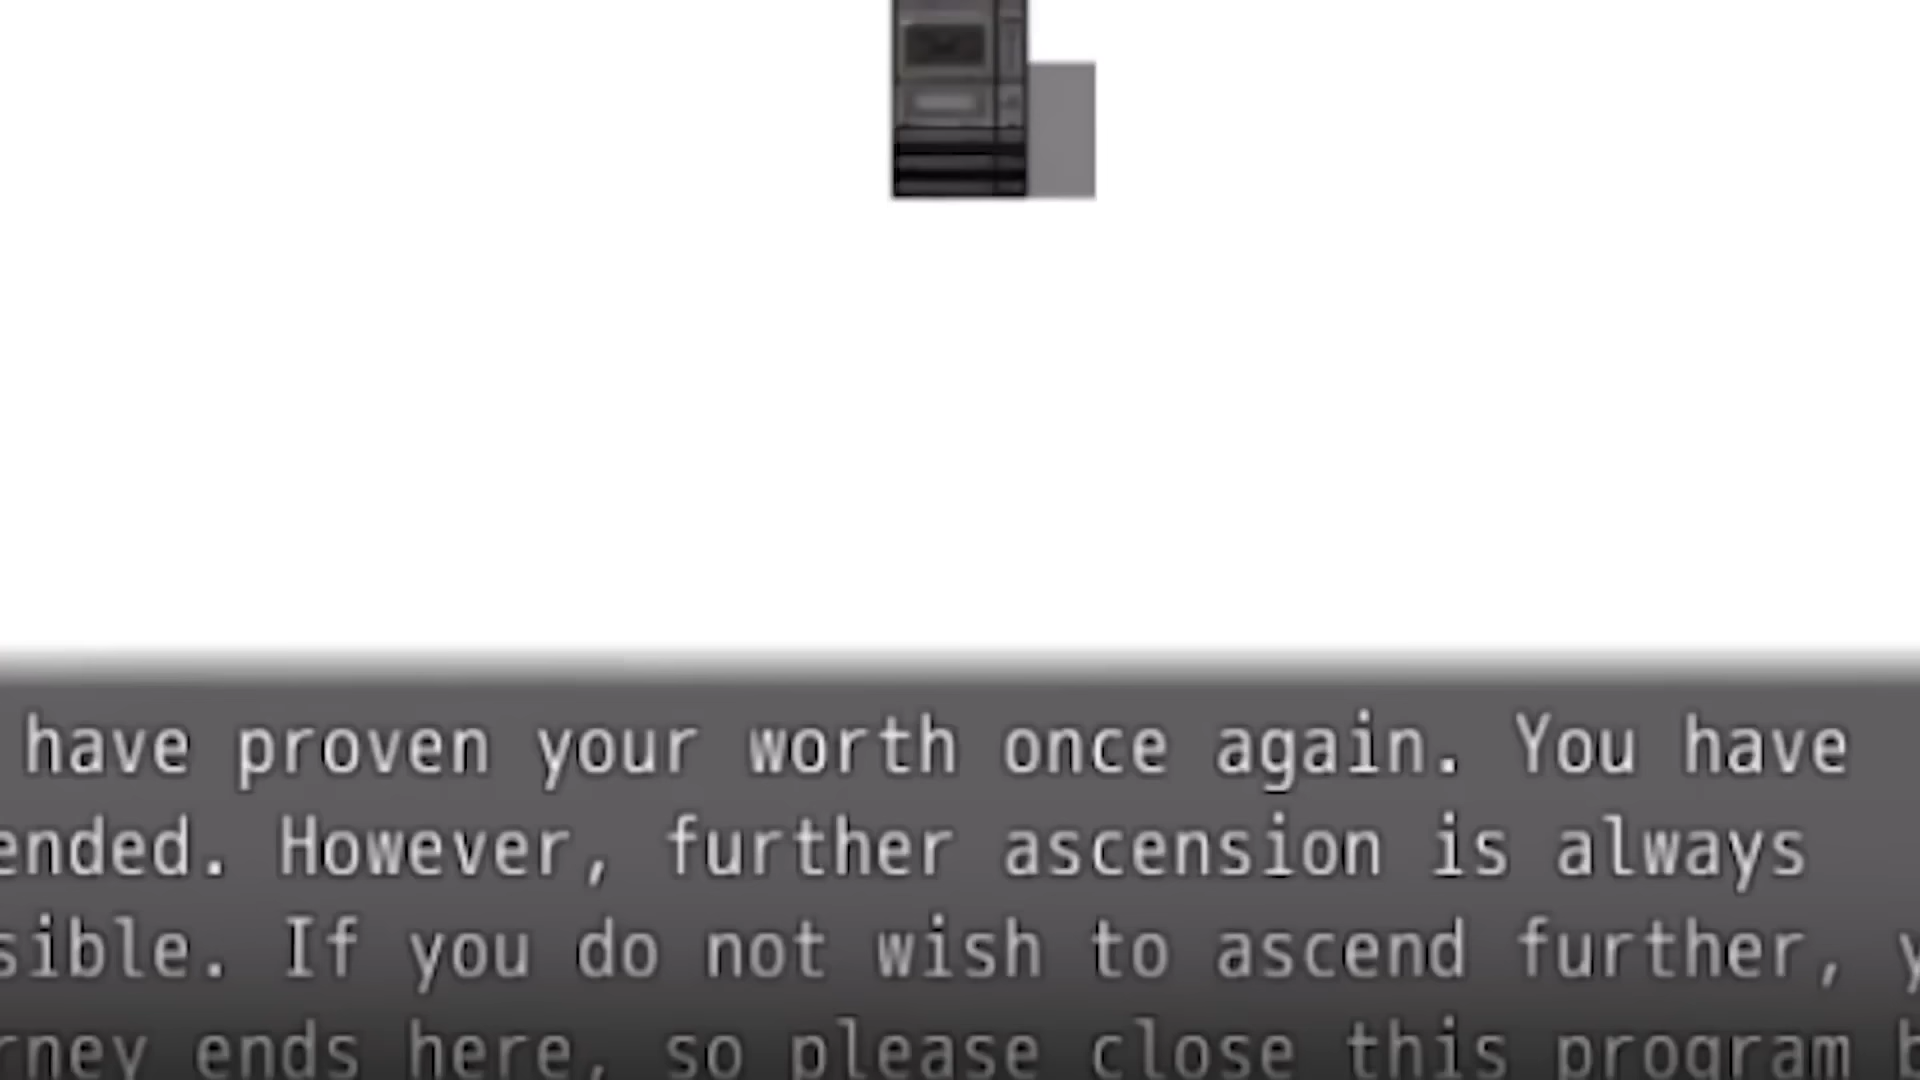 have proven your worth once again. You have
ended. However, further ascension is always
sible. If you do not wish to ascend further, y
rney ends here, so please close this program b